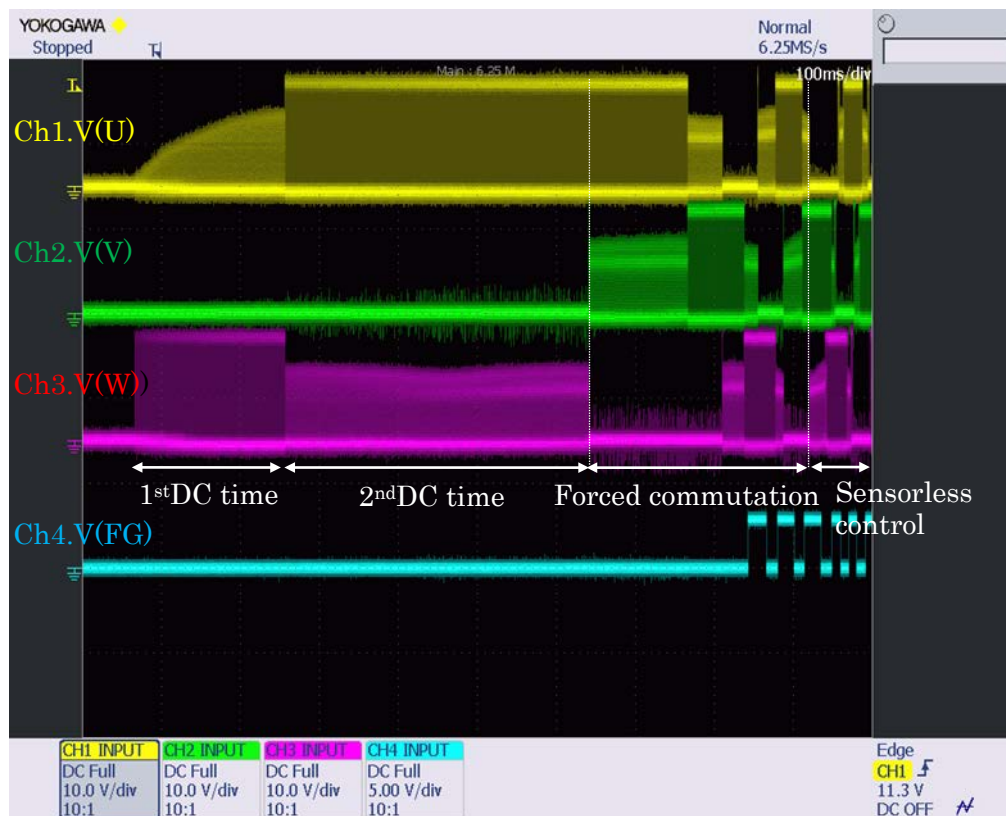 YOKOGAWA
Stopped
Normal
6.25MS/s
Main : 6.25 M
100ms/div
Ch1.V(U)
Ch2.V(V)
Ch3.V(W))
1stDC time
2ndDC time
Forced commutation
Sensorless
control
Ch4.V(FG)
CH1 INPUT
DC Full
10.0 V/div
10:1
CH2 INPUT
DC Full
10.0 V/div
10:1
CH3 INPUT
DC Full
10.0 V/div
10:1
CH4 INPUT
DC Full
5.00 V/div
10:1
Edge
CH1
11.3 V
DC OFF